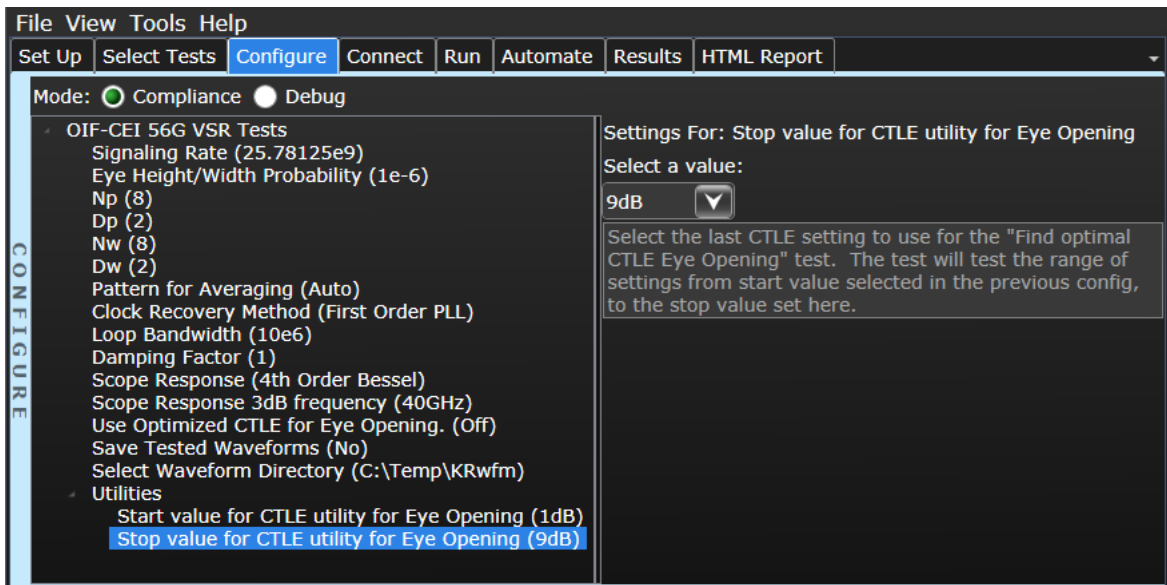 File View Tools Help
Set Up Select Tests Configure Connect Run Automate Results HTML Report
CONFIGURE
Mode: Compliance Debug
OIF-CEI 56G VSR Tests
Signaling Rate (25.78125e9)
Eye Height/Width Probability (1e-6)
Np (8)
Dp (2)
Nw (8)
Dw (2)
Pattern for Averaging (Auto)
Clock Recovery Method (First Order PLL)
Loop Bandwidth (10e6)
Damping Factor (1)
Scope Response (4th Order Bessel)
Scope Response 3dB frequency (40GHz)
Use Optimized CTLE for Eye Opening. (Off)
Save Tested Waveforms (No)
Select Waveform Directory (C:\Temp\KRwfm)
Utilities
Start value for CTLE utility for Eye Opening (1dB)
Stop value for CTLE utility for Eye Opening (9dB)
Settings For: Stop value for CTLE utility for Eye Opening
Select a value:
9dB
Select the last CTLE setting to use for the "Find optimal
CTLE Eye Opening" test.  The test will test the range of
settings from start value selected in the previous config,
to the stop value set here.